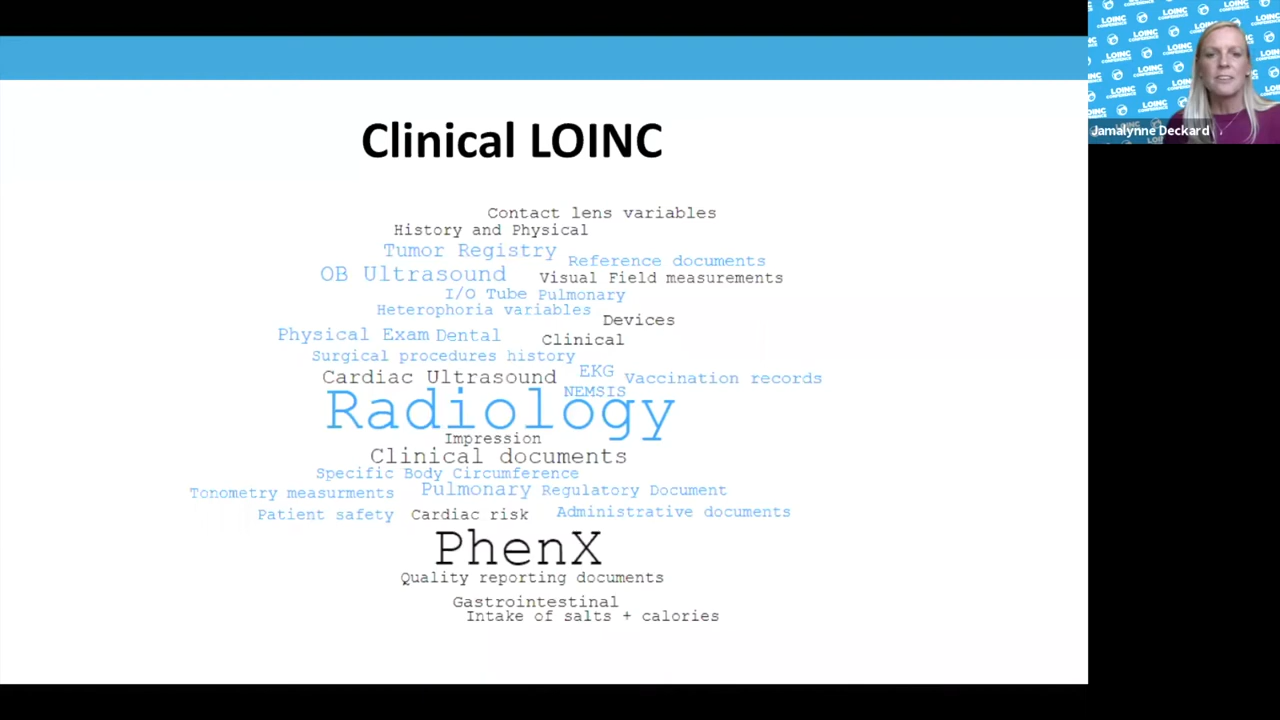 Clinical LOINC
Contact lens variables
History and Physical
Tumor Registry
Reference documents
OB Ultrasound
Visual Field measurements
I/O Tube
Pulmonary
Heterophoria variables
Devices
Physical Exam
Dental
Clinical
Surgical procedures history
EKG
Cardiac Ultrasound
Vaccination records
NEMSIS
Radiology
Impression
Clinical documents
Specific Body Circumference
Tonometry measurments
Pulmonary
Regulatory Document
Patient safety
Cardiac risk
Administrative documents
PhenX
Quality reporting documents
Gastrointestinal
Intake of salts + calories
LOINC
CONFERENCE
Jamalynne Deckard